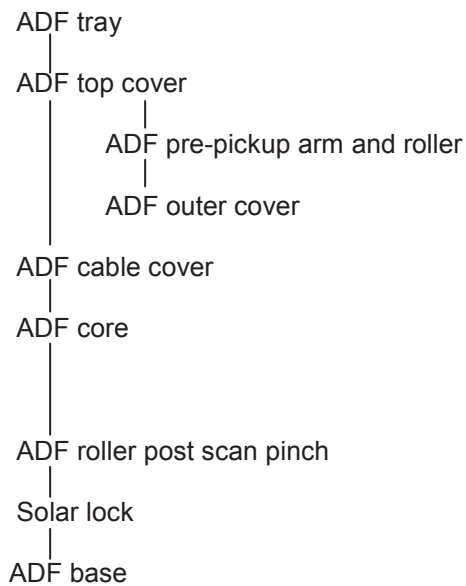 ADF tray
ADF top cover
ADF pre-pickup arm and roller
ADF outer cover
ADF cable cover
ADF core
ADF roller post scan pinch
Solar lock
ADF base